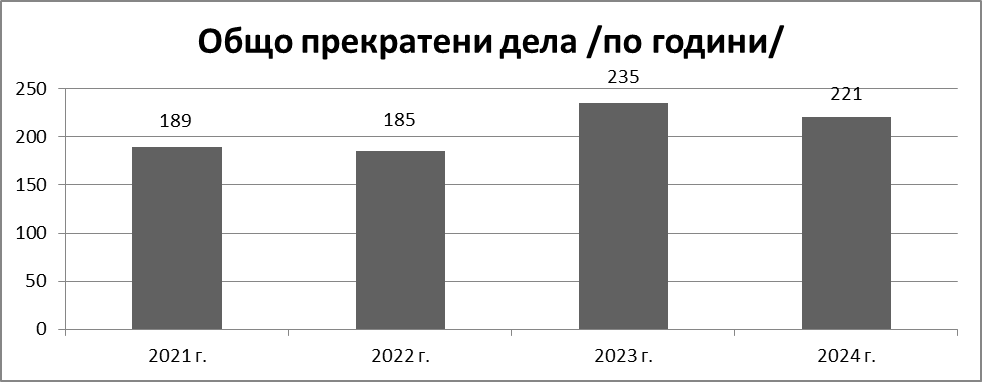 Общо прекратени дела /по години/
250
200
150
100
50
0
189
185
235
221
2021 г.
2022 г.
2023 г.
2024 г.